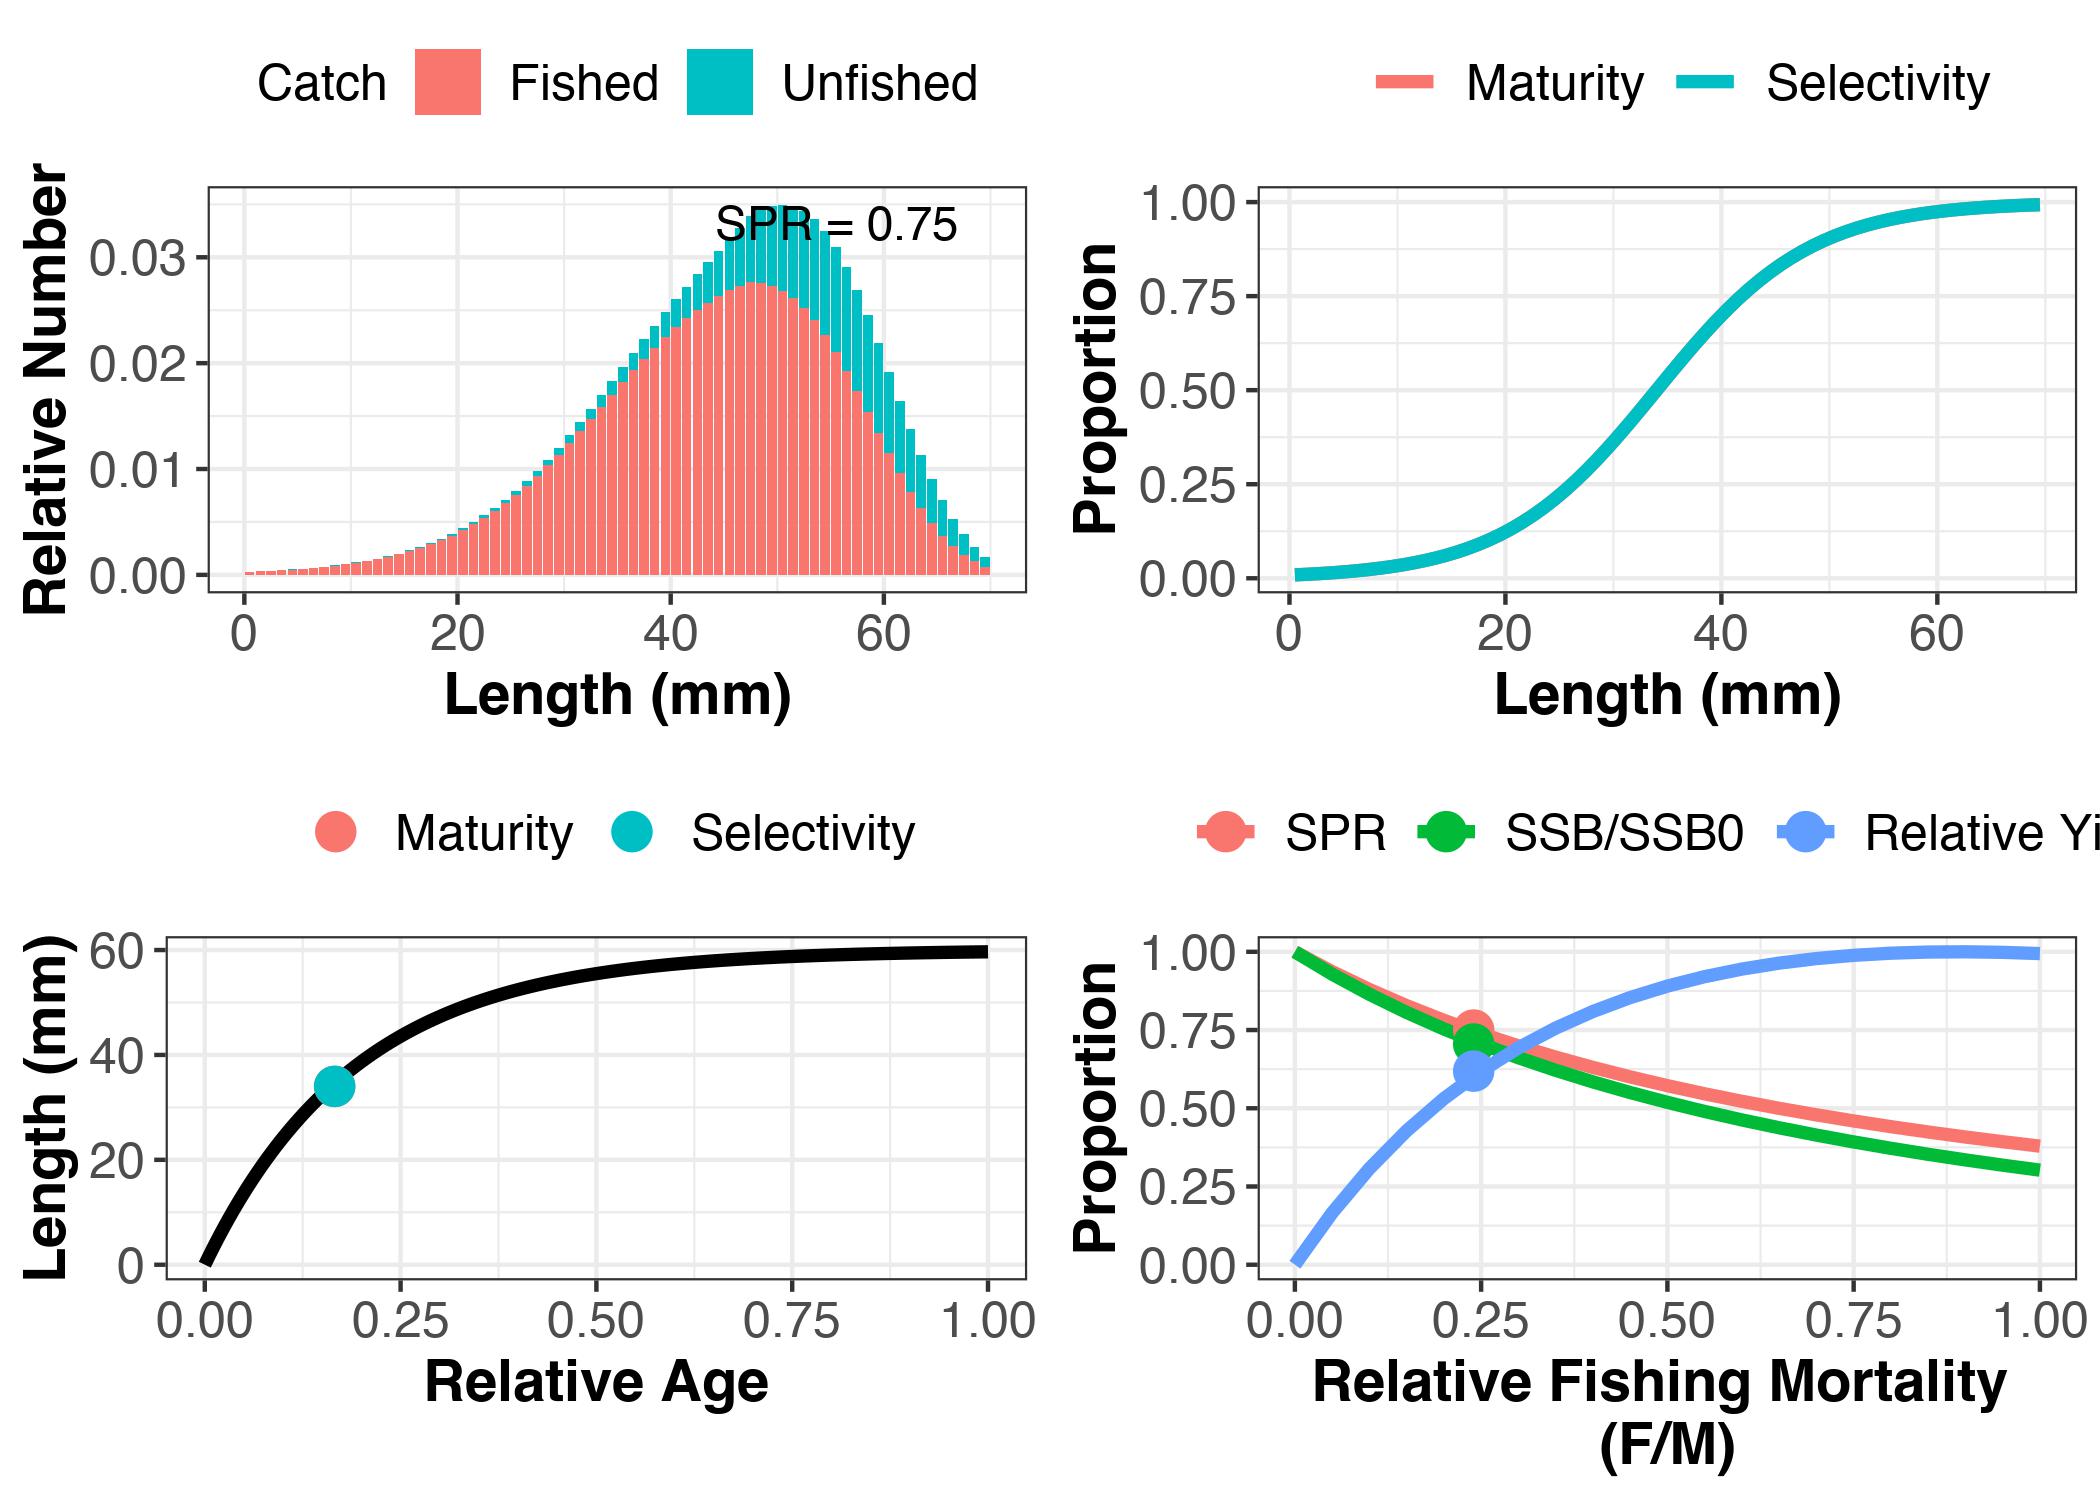 Catch Fished Unfished
Relative Number
0.03
0.02
0.01
0.00
SPR = 0.75
0 20 40 60
Length (mm)
Maturity Selectivity
Proportion
1.00
0.75
0.50
0.25
0.00
0 20 40 60
Length (mm)
Maturity Selectivity
Length (mm)
60
40
20
0
0.00 0.25 0.50 0.75 1.00
Relative Age
SPR SSB/SSB0 Relative Yi
Proportion
1.00
0.75
0.50
0.25
0.00
0.00 0.25 0.50 0.75 1.00
Relative Fishing Mortality
(F/M)